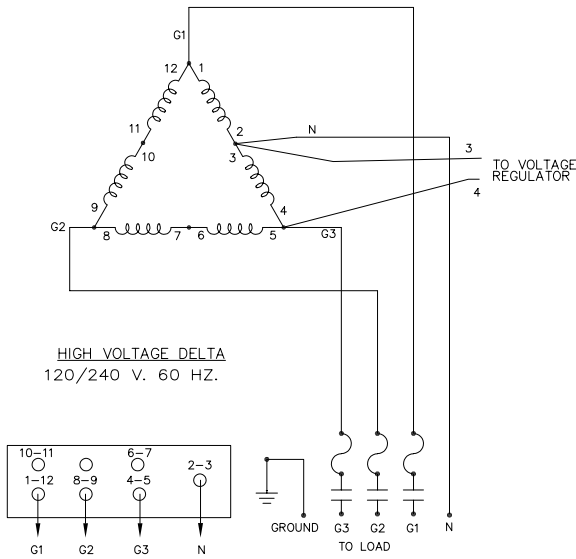 G1
12 1
11 2 N
10 3 3
TO VOLTAGE
REGULATOR
4
9 4
G2 8 7 6 5 G3
HIGH VOLTAGE DELTA
120/240 V. 60 HZ.
10-11 6-7
1-12 8-9 4-5 2-3
G1 G2 G3 N
GROUND G3 G2 G1 N
TO LOAD